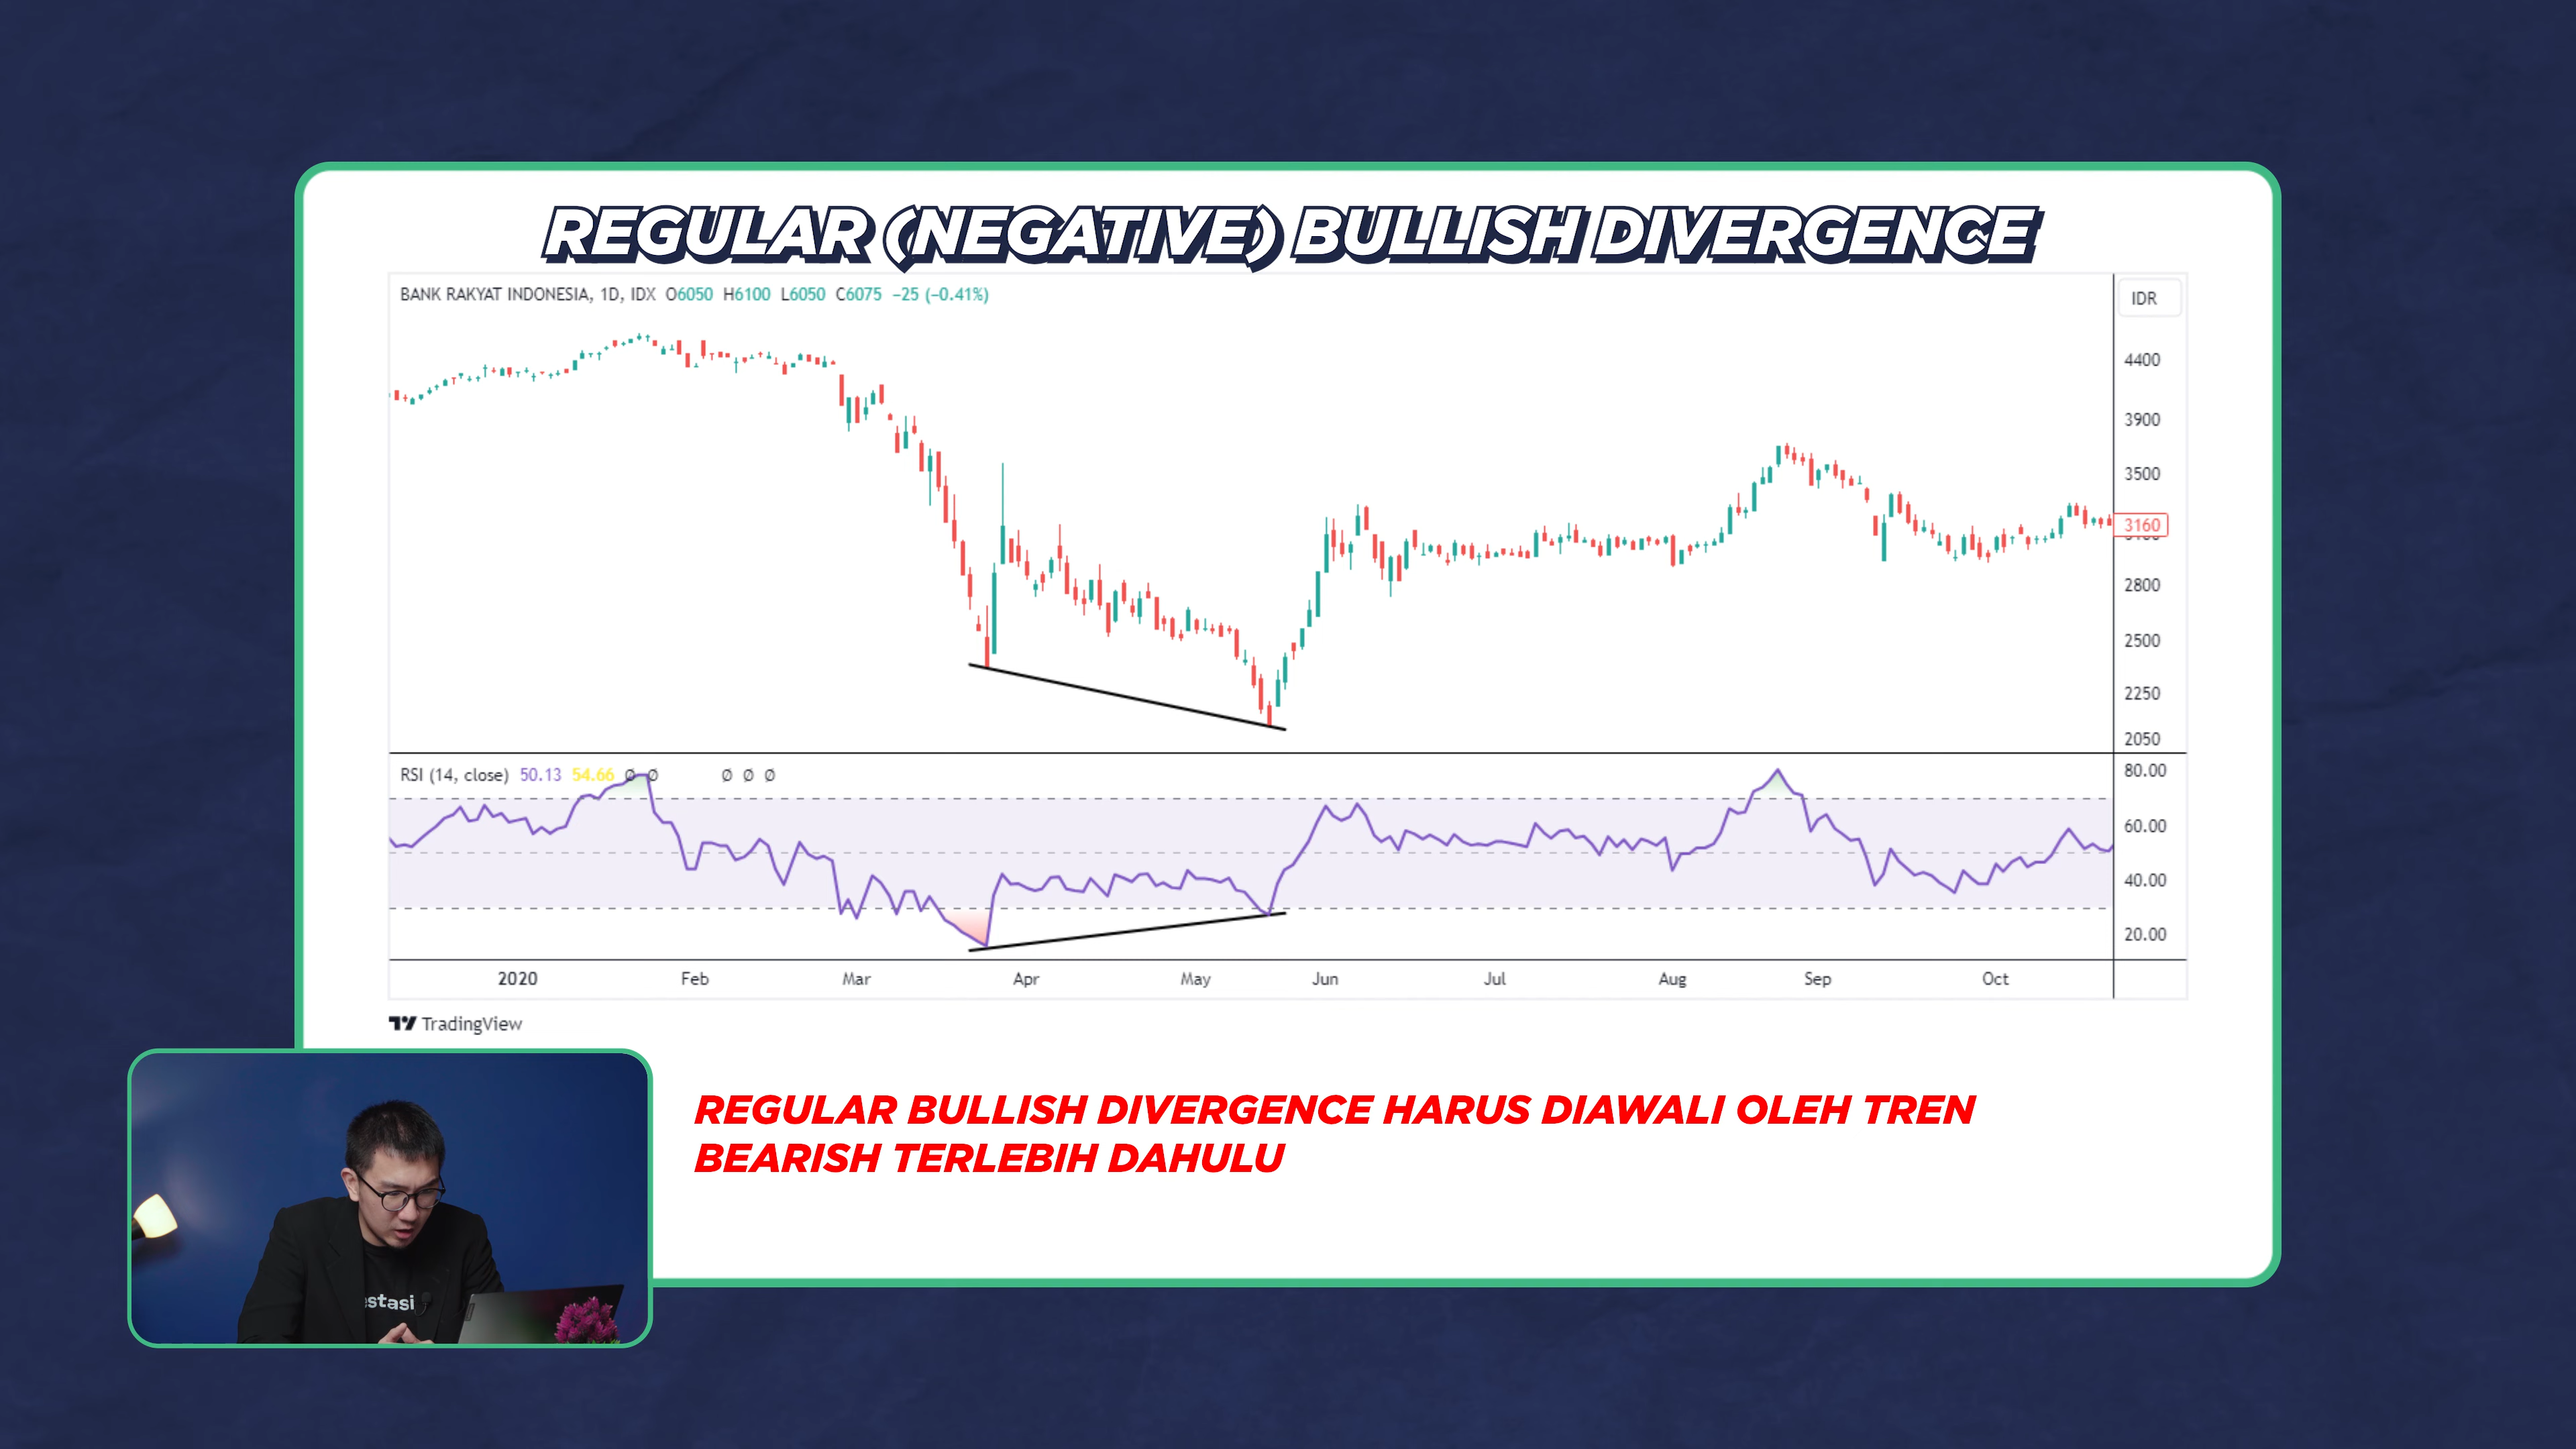 REGULAR (NEGATIVE) BULLISH DIVERGENCE
BANK RAKYAT INDONESIA, 1D, IDX O6050 H6100 L6050 C6075 −25 (−0.41%)
IDR
4400
3900
3500
3160
2800
2500
2250
2050
RSI (14, close) 50.13 54.66 Ø Ø Ø Ø Ø
80.00
60.00
40.00
20.00
2020 Feb Mar Apr May Jun Jul Aug Sep Oct
TradingView
REGULAR BULLISH DIVERGENCE HARUS DIAWALI OLEH TREN
BEARISH TERLEBIH DAHULU
estasi